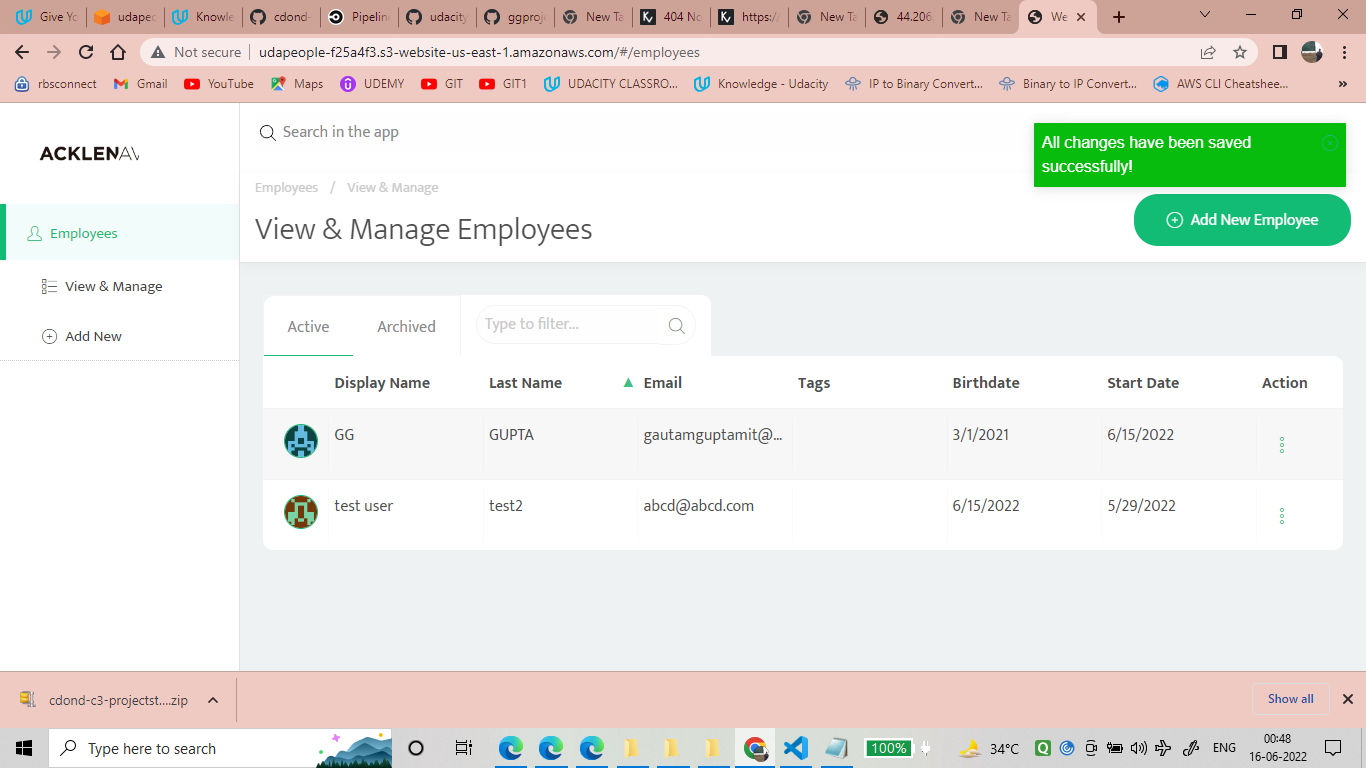 Give Yo
udapeo
Knowle
cdond-
Pipelin
udacity
ggproj
New Ta
404 No
https:/
New Ta
44.206
New Ta
We
Not secure
udapeople-f25a4f3.s3-website-us-east-1.amazonaws.com/#/employees
rbsconnect
Gmail
YouTube
Maps
UDEMY
GIT
GIT1
UDACITY CLASSRO...
Knowledge - Udacity
IP to Binary Convert...
Binary to IP Convert...
AWS CLI Cheatshee...
»
ACKLENAV
Search in the app
All changes have been saved
successfully!
Employees / View & Manage
View & Manage Employees
Add New Employee
Employees
View & Manage
Add New
Active
Archived
Type to filter...
Display Name
Last Name
Email
Tags
Birthdate
Start Date
Action
GG
GUPTA
gautamguptamit@...
3/1/2021
6/15/2022
test user
test2
abcd@abcd.com
6/15/2022
5/29/2022
cdond-c3-projectst....zip
Show all
Type here to search
100%
34°C
ENG
00:48
16-06-2022